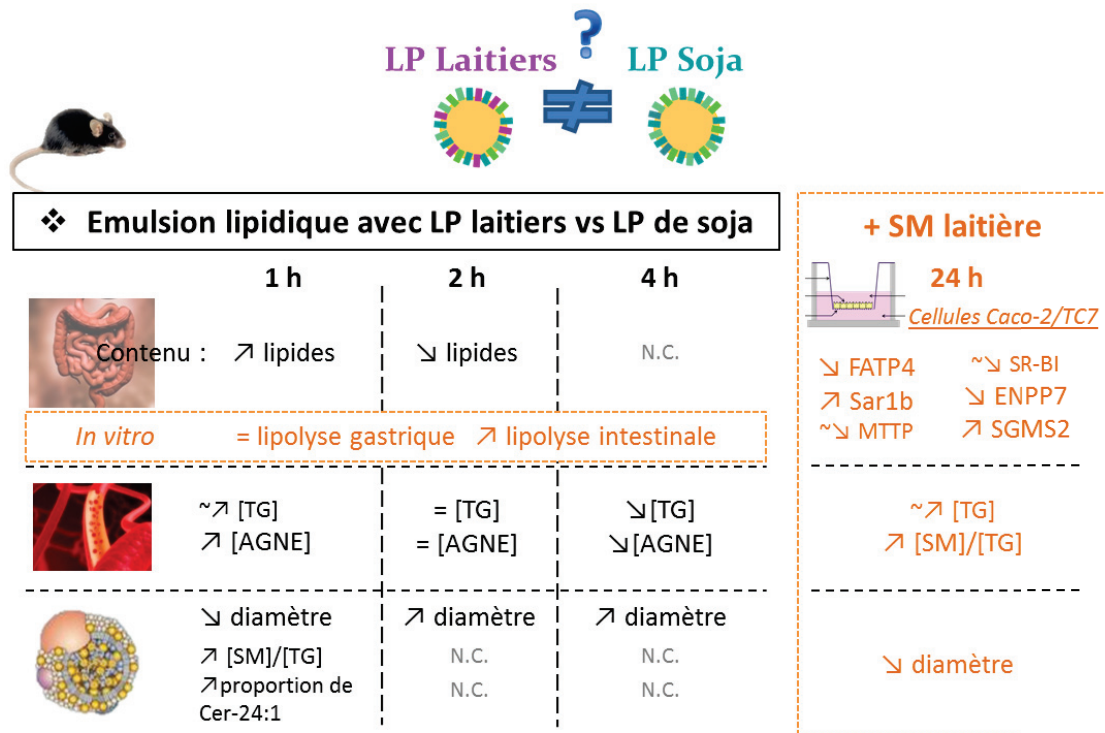 ?
LP Laitiers ≠ LP Soja
❖ Emulsion lipidique avec LP laitiers vs LP de soja
1 h 2 h 4 h
Contenu : ↗ lipides ↘ lipides N.C.
In vitro = lipolyse gastrique ↗ lipolyse intestinale
~↗ [TG] = [TG] ↘[TG]
↗ [AGNE] = [AGNE] ↘[AGNE]
↘ diamètre ↗ diamètre ↗ diamètre
↗ [SM]/[TG] N.C. N.C.
↗proportion de N.C. N.C.
Cer-24:1
+ SM laitière
24 h
Cellules Caco-2/TC7
↘ FATP4 ~↘ SR-BI
↗ Sar1b ↘ ENPP7
~↘ MTTP ↗ SGMS2
~↗ [TG]
↗ [SM]/[TG]
↘ diamètre